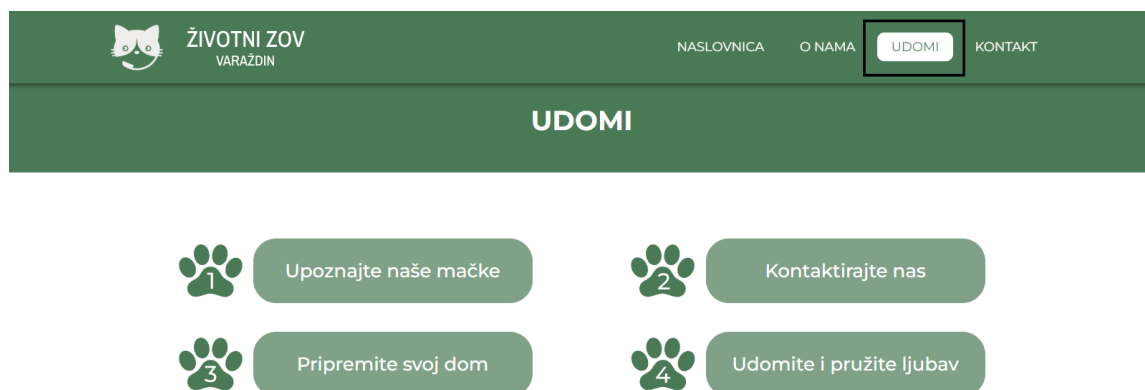 ŽIVOTNI ZOV
VARAŽDIN
NASLOVNICA O NAMA UDOMI KONTAKT
UDOMI
1 Upoznajte naše mačke
2 Kontaktirajte nas
3 Pripremite svoj dom
4 Udomite i pružite ljubav